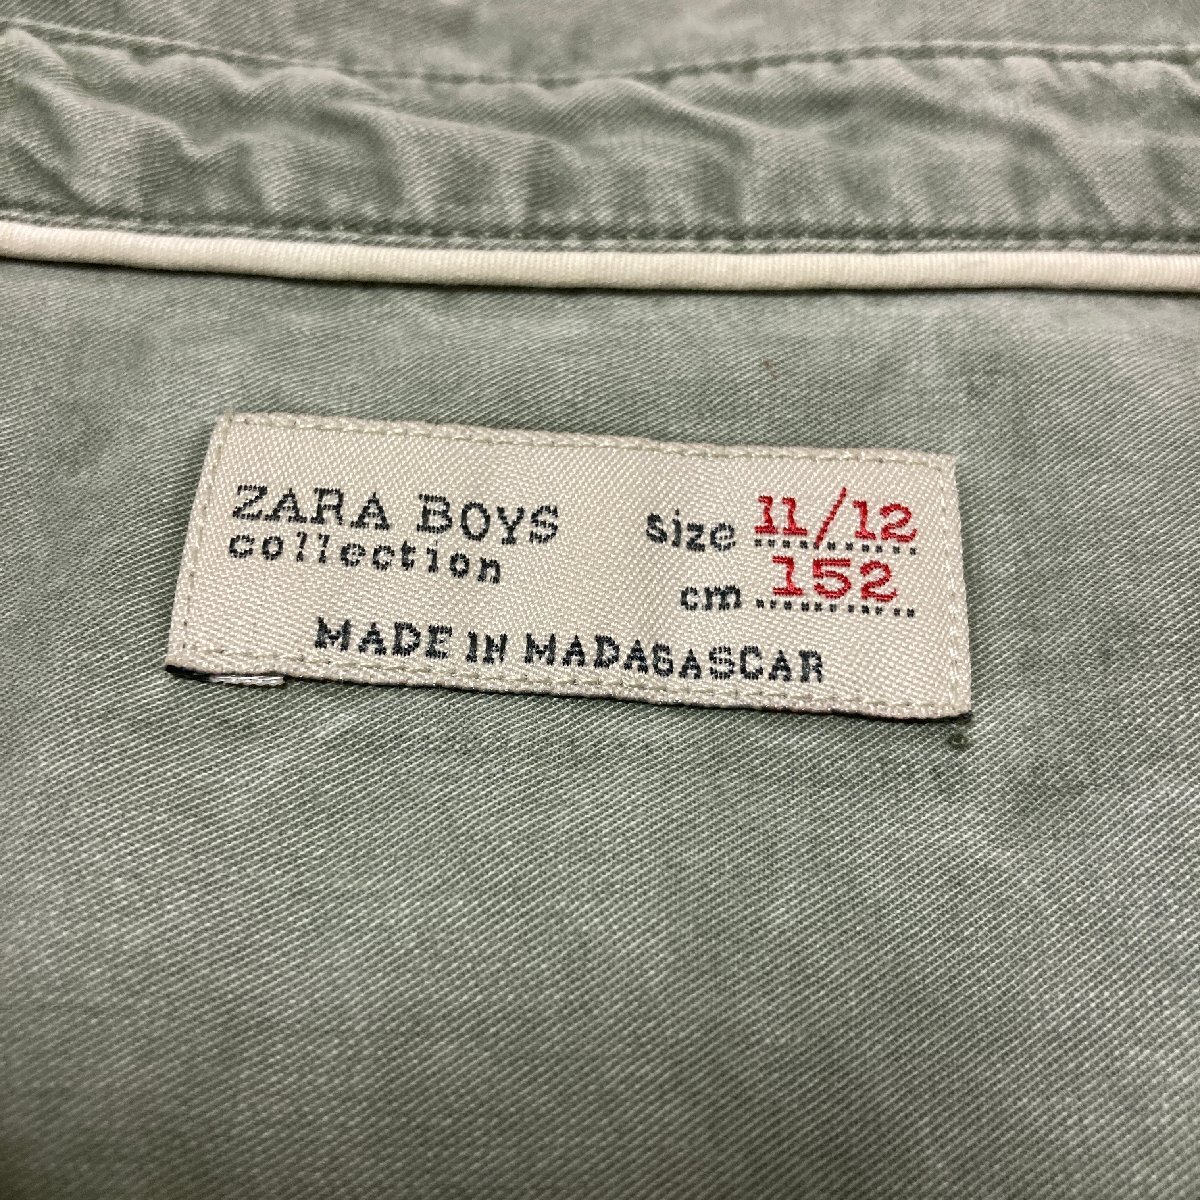 ZARA BOYS
collection
size 11/12
cm 152
MADE IN MADAGASCAR